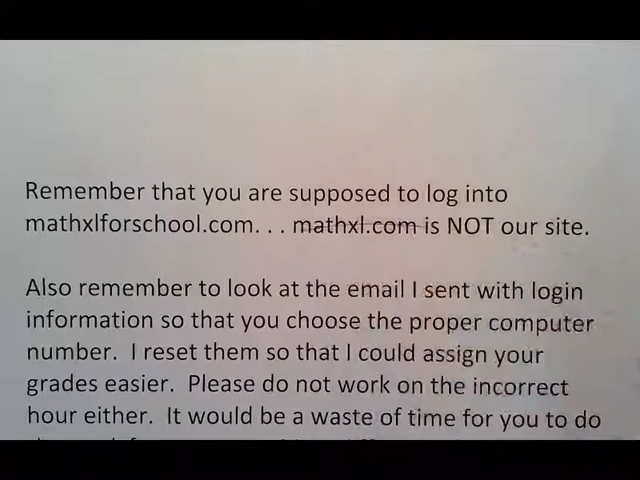 Remember that you are supposed to log into
mathxlforschool.com. . . mathxl.com is NOT our site.
Also remember to look at the email I sent with login
information so that you choose the proper computer
number.  I reset them so that I could assign your
grades easier.  Please do not work on the incorrect
hour either.  It would be a waste of time for you to do